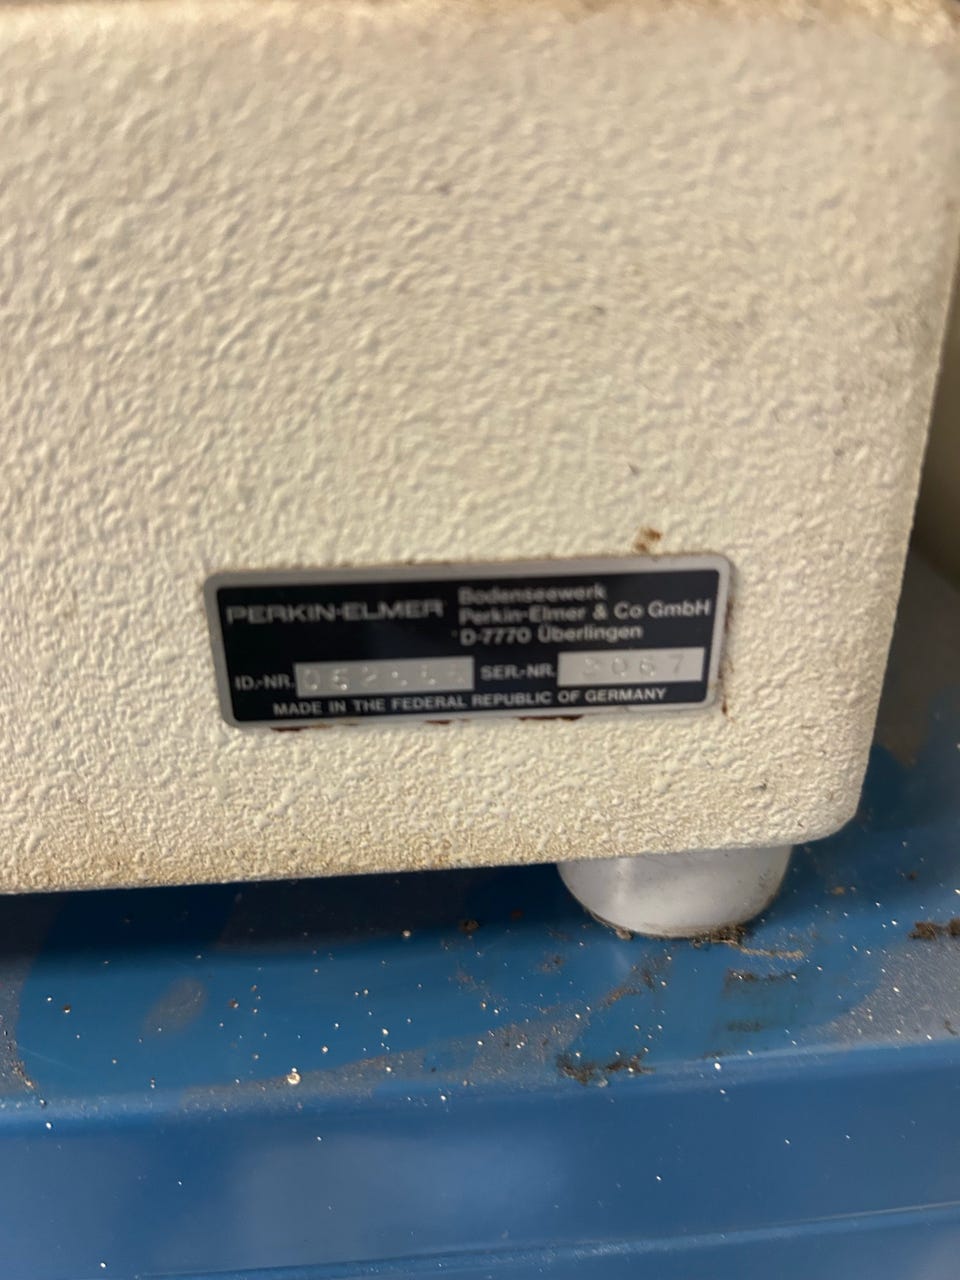 PERKIN-ELMER
Bodenseewerk
Perkin-Elmer & Co GmbH
D-7770 Überlingen
ID.-NR.
SER.-NR.
MADE IN THE FEDERAL REPUBLIC OF GERMANY